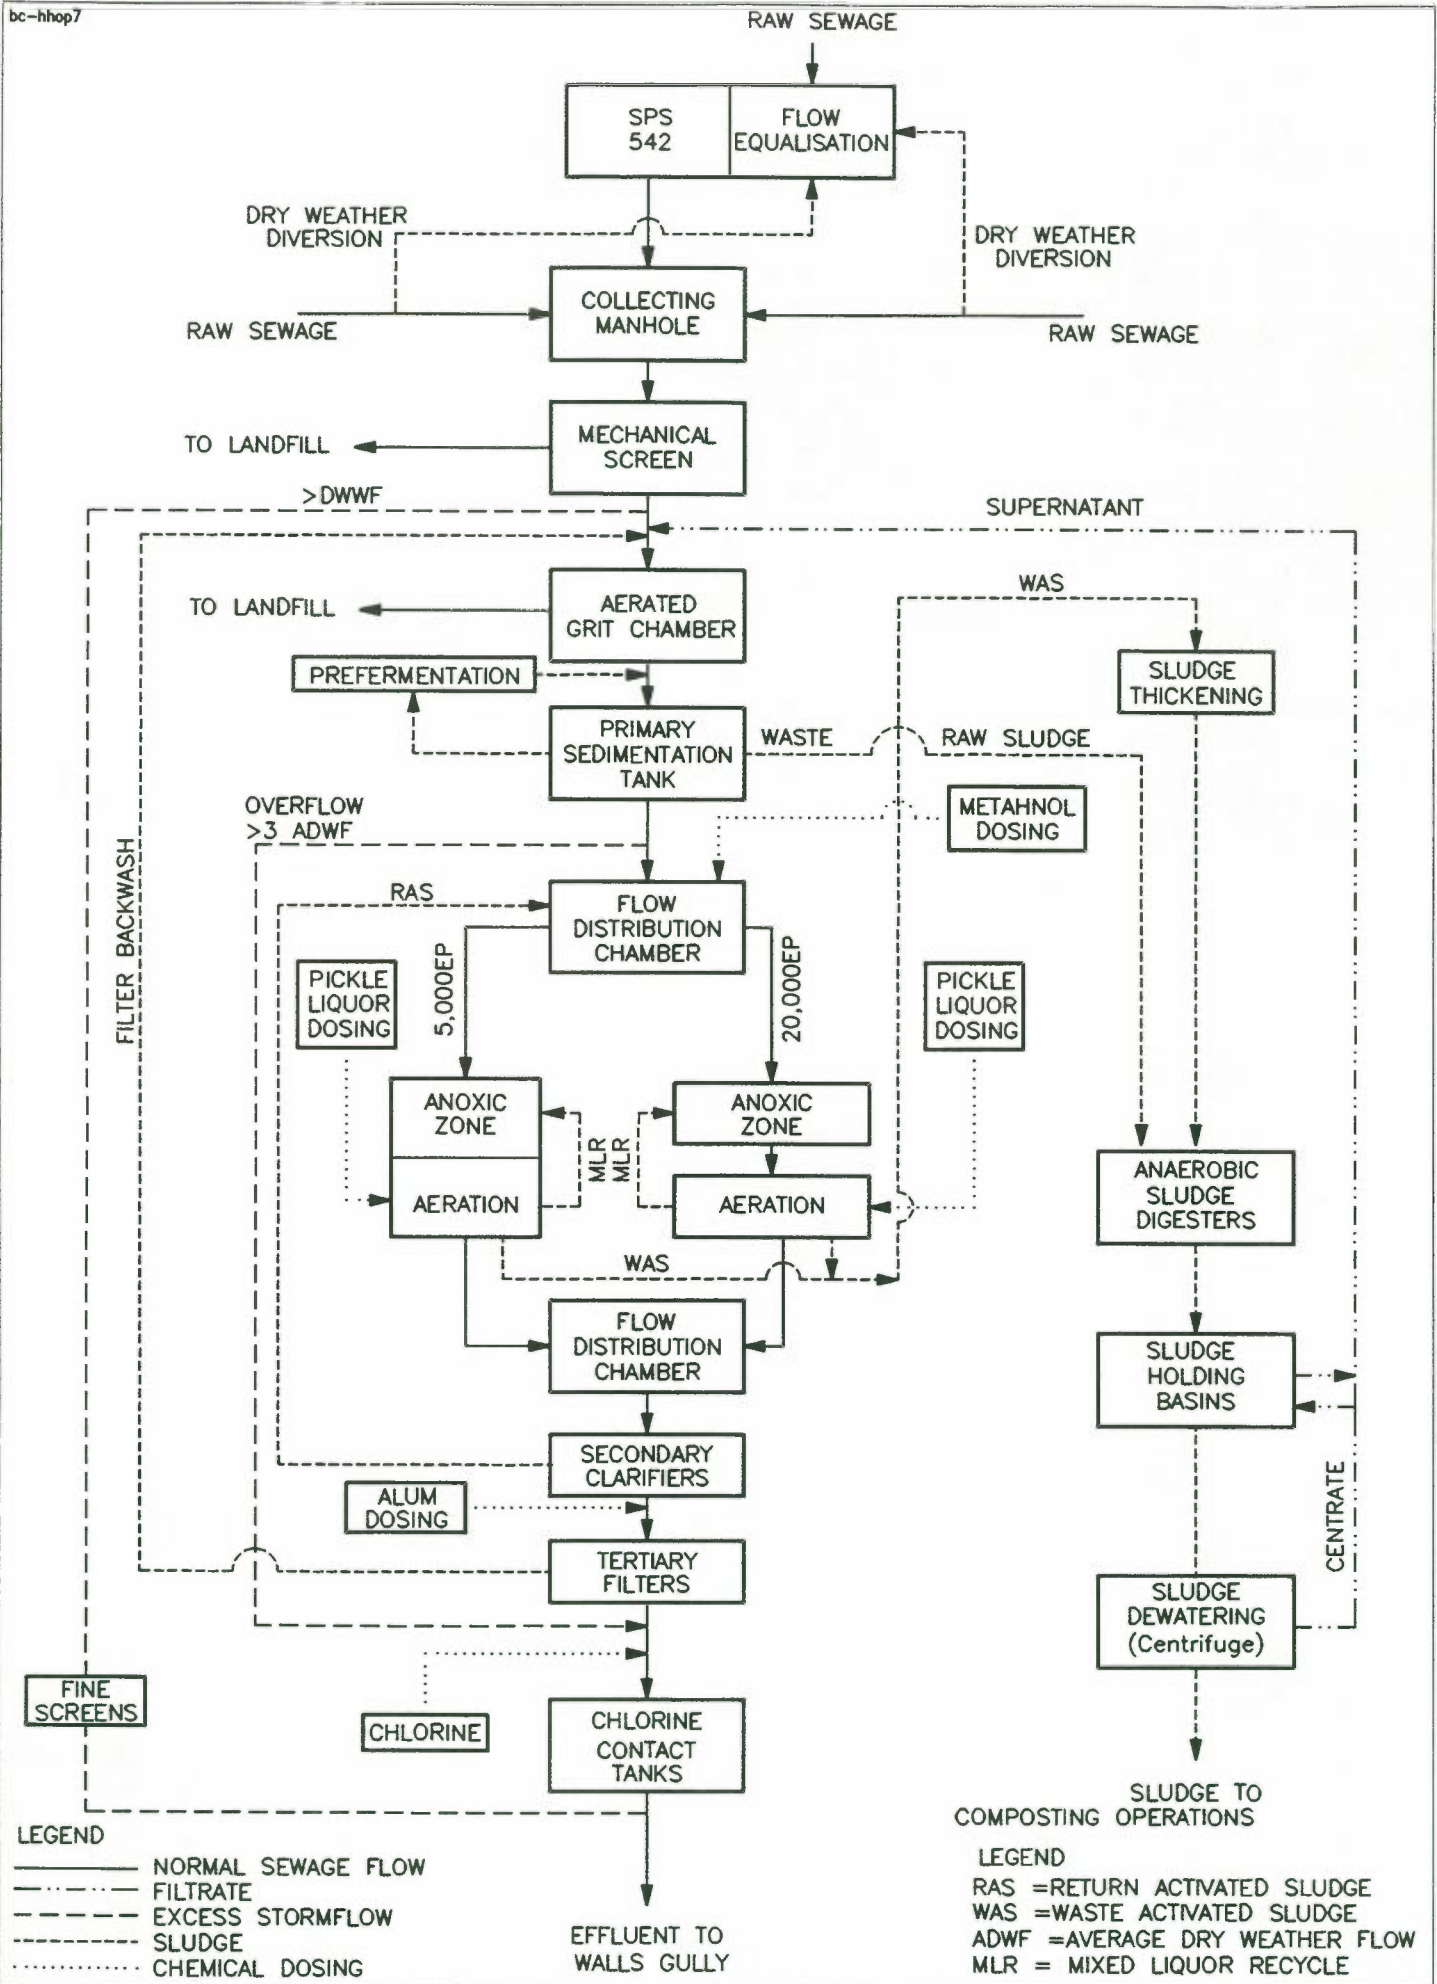 bc-hhop7
RAW SEWAGE
SPS
542
FLOW
EQUALISATION
DRY WEATHER
DIVERSION
DRY WEATHER
DIVERSION
COLLECTING
MANHOLE
RAW SEWAGE
RAW SEWAGE
MECHANICAL
SCREEN
TO LANDFILL
>DWWF
SUPERNATANT
WAS
TO LANDFILL
AERATED
GRIT CHAMBER
PREFERMENTATION
SLUDGE
THICKENING
PRIMARY
SEDIMENTATION
TANK
WASTE
RAW SLUDGE
OVERFLOW
>3 ADWF
METAHNOL
DOSING
FILTER BACKWASH
RAS
FLOW
DISTRIBUTION
CHAMBER
5,000EP
20,000EP
PICKLE
LIQUOR
DOSING
PICKLE
LIQUOR
DOSING
ANOXIC
ZONE
ANOXIC
ZONE
MLR
MLR
AERATION
AERATION
ANAEROBIC
SLUDGE
DIGESTERS
WAS
FLOW
DISTRIBUTION
CHAMBER
SLUDGE
HOLDING
BASINS
SECONDARY
CLARIFIERS
ALUM
DOSING
CENTRATE
TERTIARY
FILTERS
SLUDGE
DEWATERING
(Centrifuge)
FINE
SCREENS
CHLORINE
CHLORINE
CONTACT
TANKS
SLUDGE TO
COMPOSTING OPERATIONS
LEGEND
NORMAL SEWAGE FLOW
FILTRATE
EXCESS STORMFLOW
SLUDGE
CHEMICAL DOSING
EFFLUENT TO
WALLS GULLY
LEGEND
RAS =RETURN ACTIVATED SLUDGE
WAS =WASTE ACTIVATED SLUDGE
ADWF =AVERAGE DRY WEATHER FLOW
MLR = MIXED LIQUOR RECYCLE